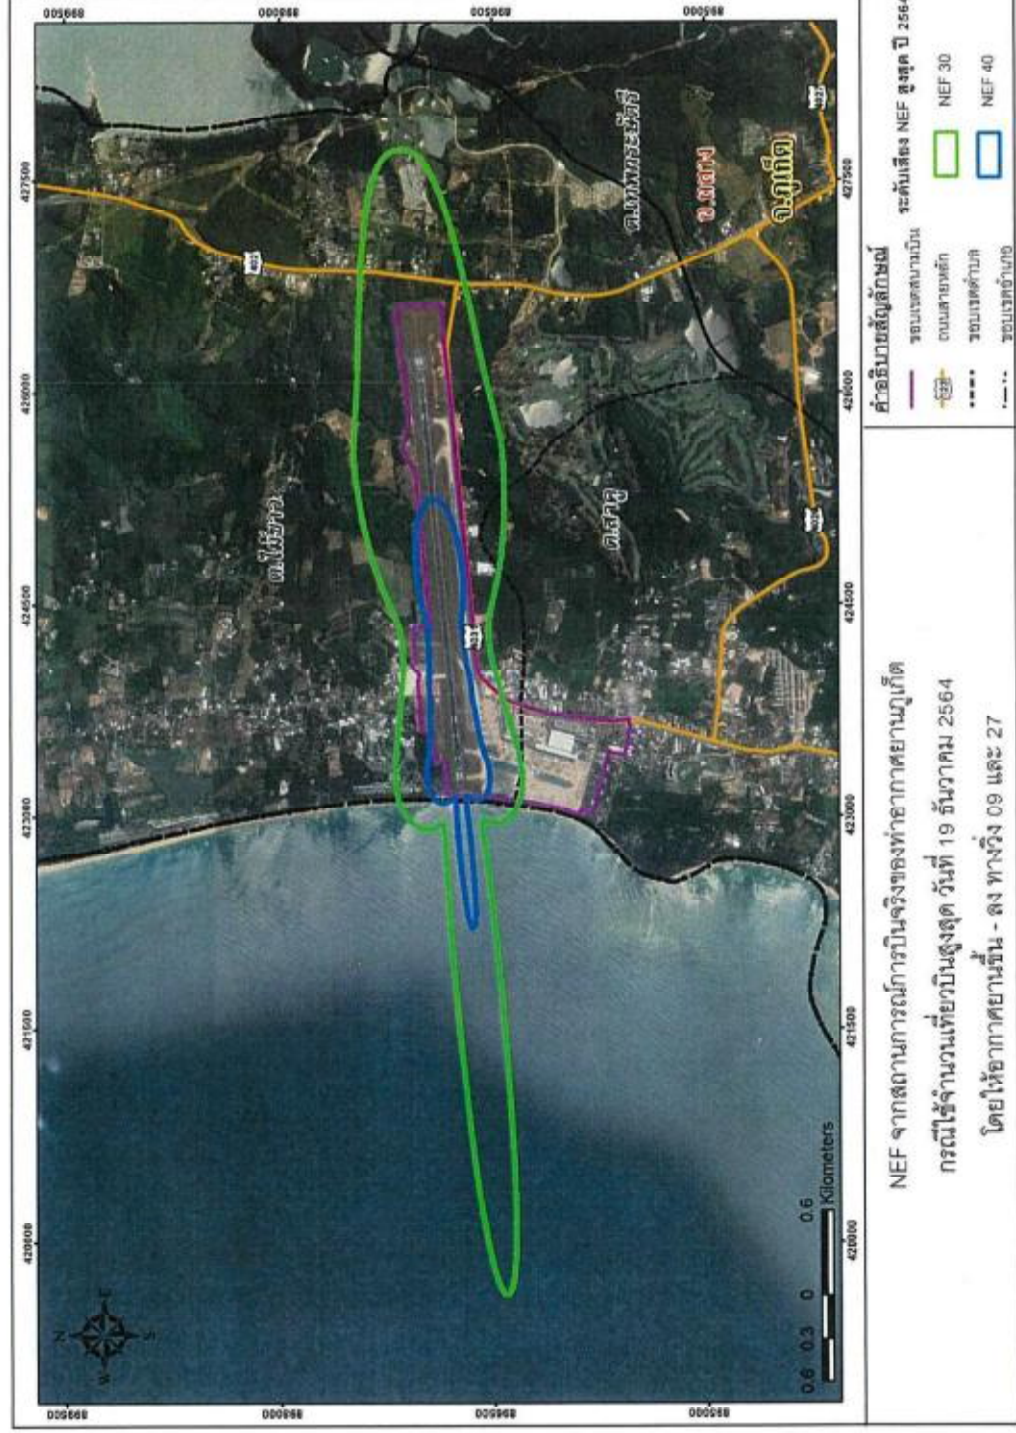 N
W
E
S
420000
421500
423000
424500
426000
427500
420000
421500
423000
424500
426000
427500
ต.ไม้ขาว
ต.สาคู
ต.เทพกระษัตรี
อ.ถลาง
จ.ภูเก็ต
402
0.6 0.3 0 0.6
Kilometers
NEF จากสถานการณ์การบินจริงของท่าอากาศยานภูเก็ต
กรณีใช้จำนวนเที่ยวบินสูงสุด วันที่ 19 ธันวาคม 2564
โดยให้อากาศยานขึ้น - ลง ทางวิ่ง 09 และ 27
คำอธิบายสัญลักษณ์
ขอบเขตสนามบิน
ถนนสายหลัก
ขอบเขตตำบล
ขอบเขตอำเภอ
ระดับเสียง NEF สูงสุด ปี 2564
NEF 30
NEF 40